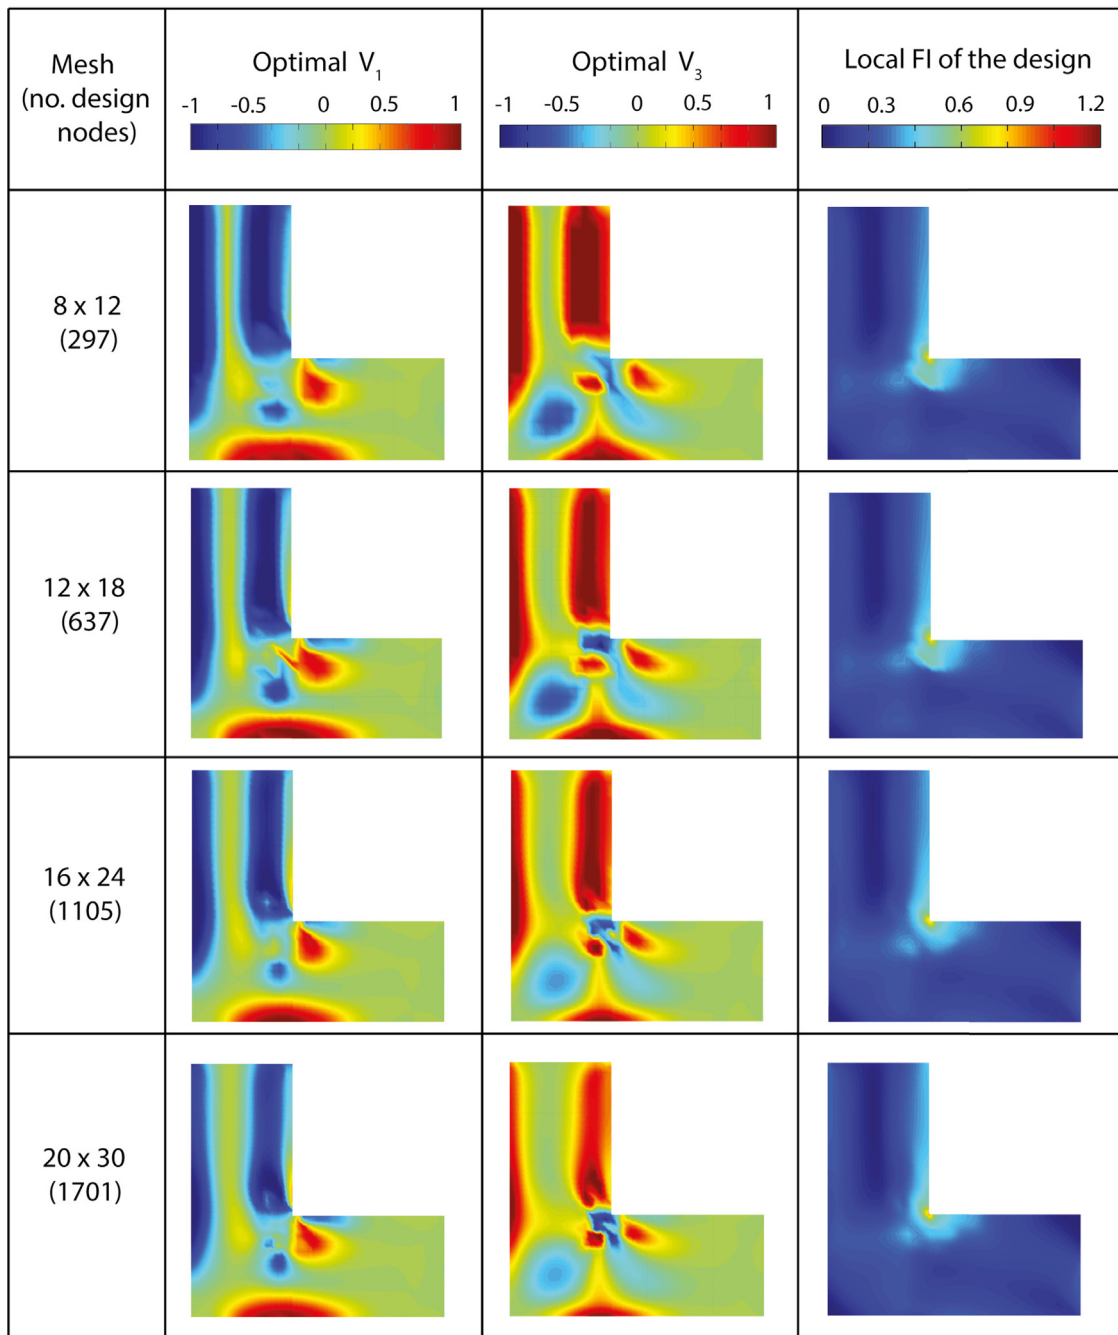 Mesh
(no. design
nodes)
Optimal V₁
-1 -0.5 0 0.5 1
Optimal V₃
-1 -0.5 0 0.5 1
Local FI of the design
0 0.3 0.6 0.9 1.2
8 x 12
(297)
12 x 18
(637)
16 x 24
(1105)
20 x 30
(1701)